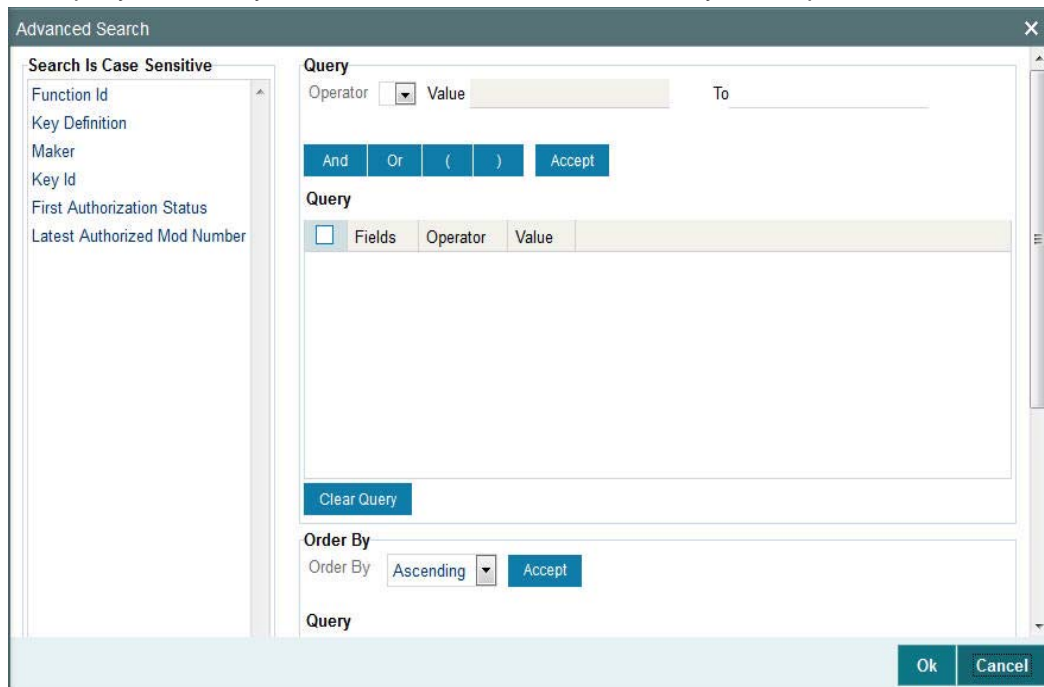 Advanced Search
Search Is Case Sensitive
Function Id
Key Definition
Maker
Key Id
First Authorization Status
Latest Authorized Mod Number
Query
Operator Value To
And Or ( ) Accept
Query
Fields Operator Value
Clear Query
Order By
Order By Ascending Accept
Query
Ok Cancel